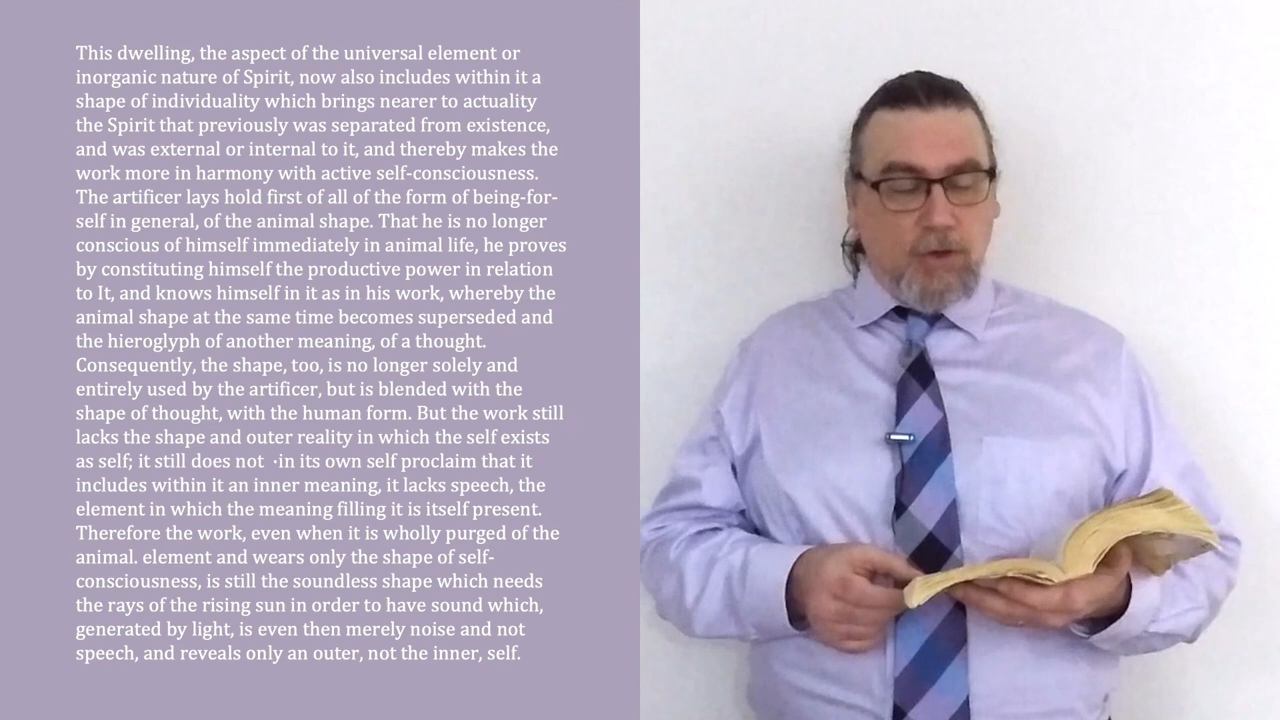 This dwelling, the aspect of the universal element or
inorganic nature of Spirit, now also includes within it a
shape of individuality which brings nearer to actuality
the Spirit that previously was separated from existence,
and was external or internal to it, and thereby makes the
work more in harmony with active self-consciousness.
The artificer lays hold first of all of the form of being-for-
self in general, of the animal shape. That he is no longer
conscious of himself immediately in animal life, he proves
by constituting himself the productive power in relation
to It, and knows himself in it as in his work, whereby the
animal shape at the same time becomes superseded and
the hieroglyph of another meaning, of a thought.
Consequently, the shape, too, is no longer solely and
entirely used by the artificer, but is blended with the
shape of thought, with the human form. But the work still
lacks the shape and outer reality in which the self exists
as self; it still does not ·in its own self proclaim that it
includes within it an inner meaning, it lacks speech, the
element in which the meaning filling it is itself present.
Therefore the work, even when it is wholly purged of the
animal. element and wears only the shape of self-
consciousness, is still the soundless shape which needs
the rays of the rising sun in order to have sound which,
generated by light, is even then merely noise and not
speech, and reveals only an outer, not the inner, self.